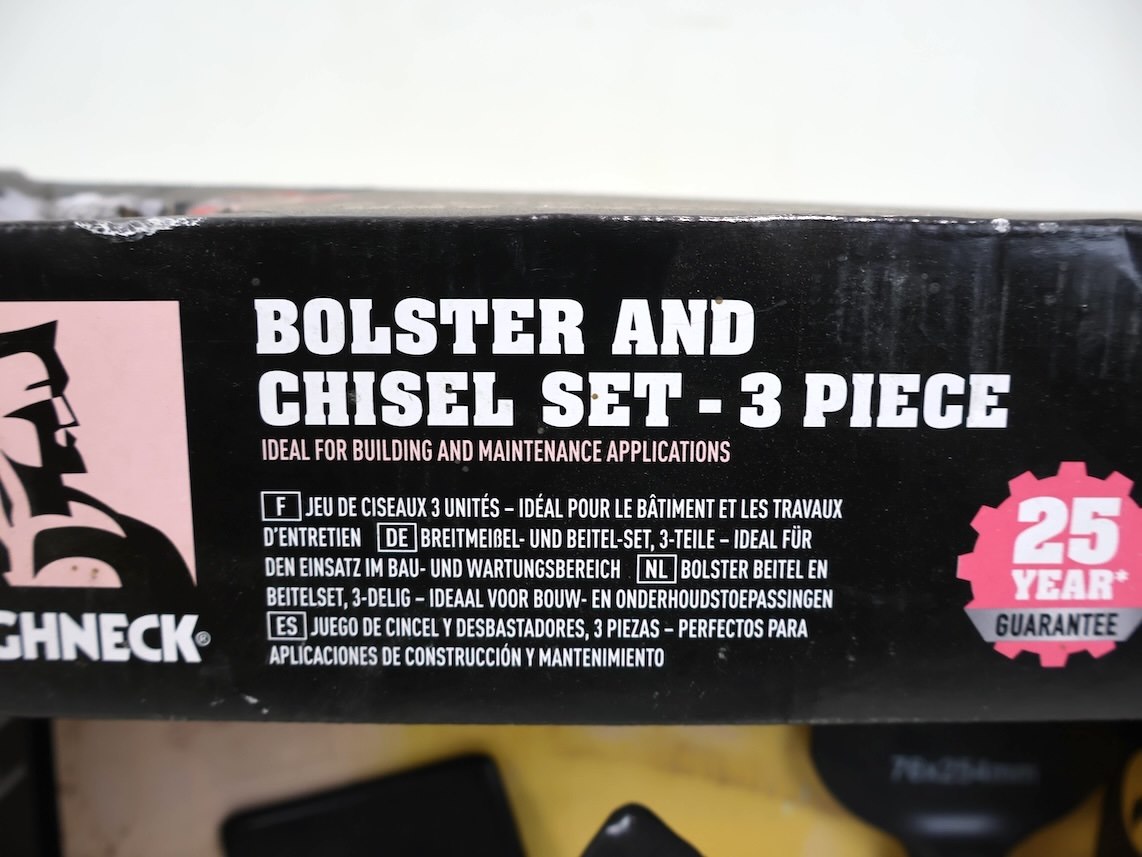 BOLSTER AND
CHISEL SET - 3 PIECE
IDEAL FOR BUILDING AND MAINTENANCE APPLICATIONS
F JEU DE CISEAUX 3 UNITÉS – IDÉAL POUR LE BÂTIMENT ET LES TRAVAUX
D'ENTRETIEN DE BREITMEIßEL- UND BEITEL-SET, 3-TEILE – IDEAL FÜR
DEN EINSATZ IM BAU- UND WARTUNGSBEREICH NL BOLSTER BEITEL EN
BEITELSET, 3-DELIG – IDEAAL VOOR BOUW- EN ONDERHOUDSTOEPASSINGEN
ES JUEGO DE CINCEL Y DESBASTADORES, 3 PIEZAS – PERFECTOS PARA
APLICACIONES DE CONSTRUCCIÓN Y MANTENIMIENTO
GHNECK®
25
YEAR*
GUARANTEE
76x254mm